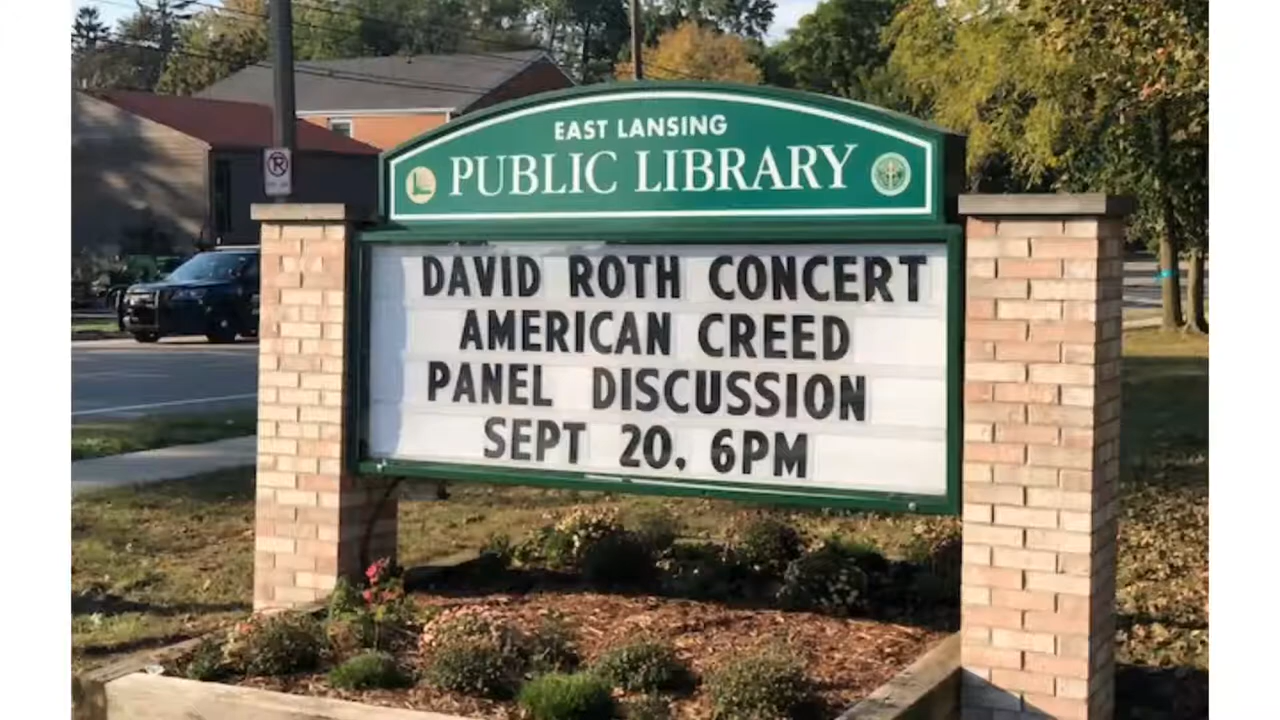 EAST LANSING
PUBLIC LIBRARY
DAVID ROTH CONCERT
AMERICAN CREED
PANEL DISCUSSION
SEPT 20. 6PM